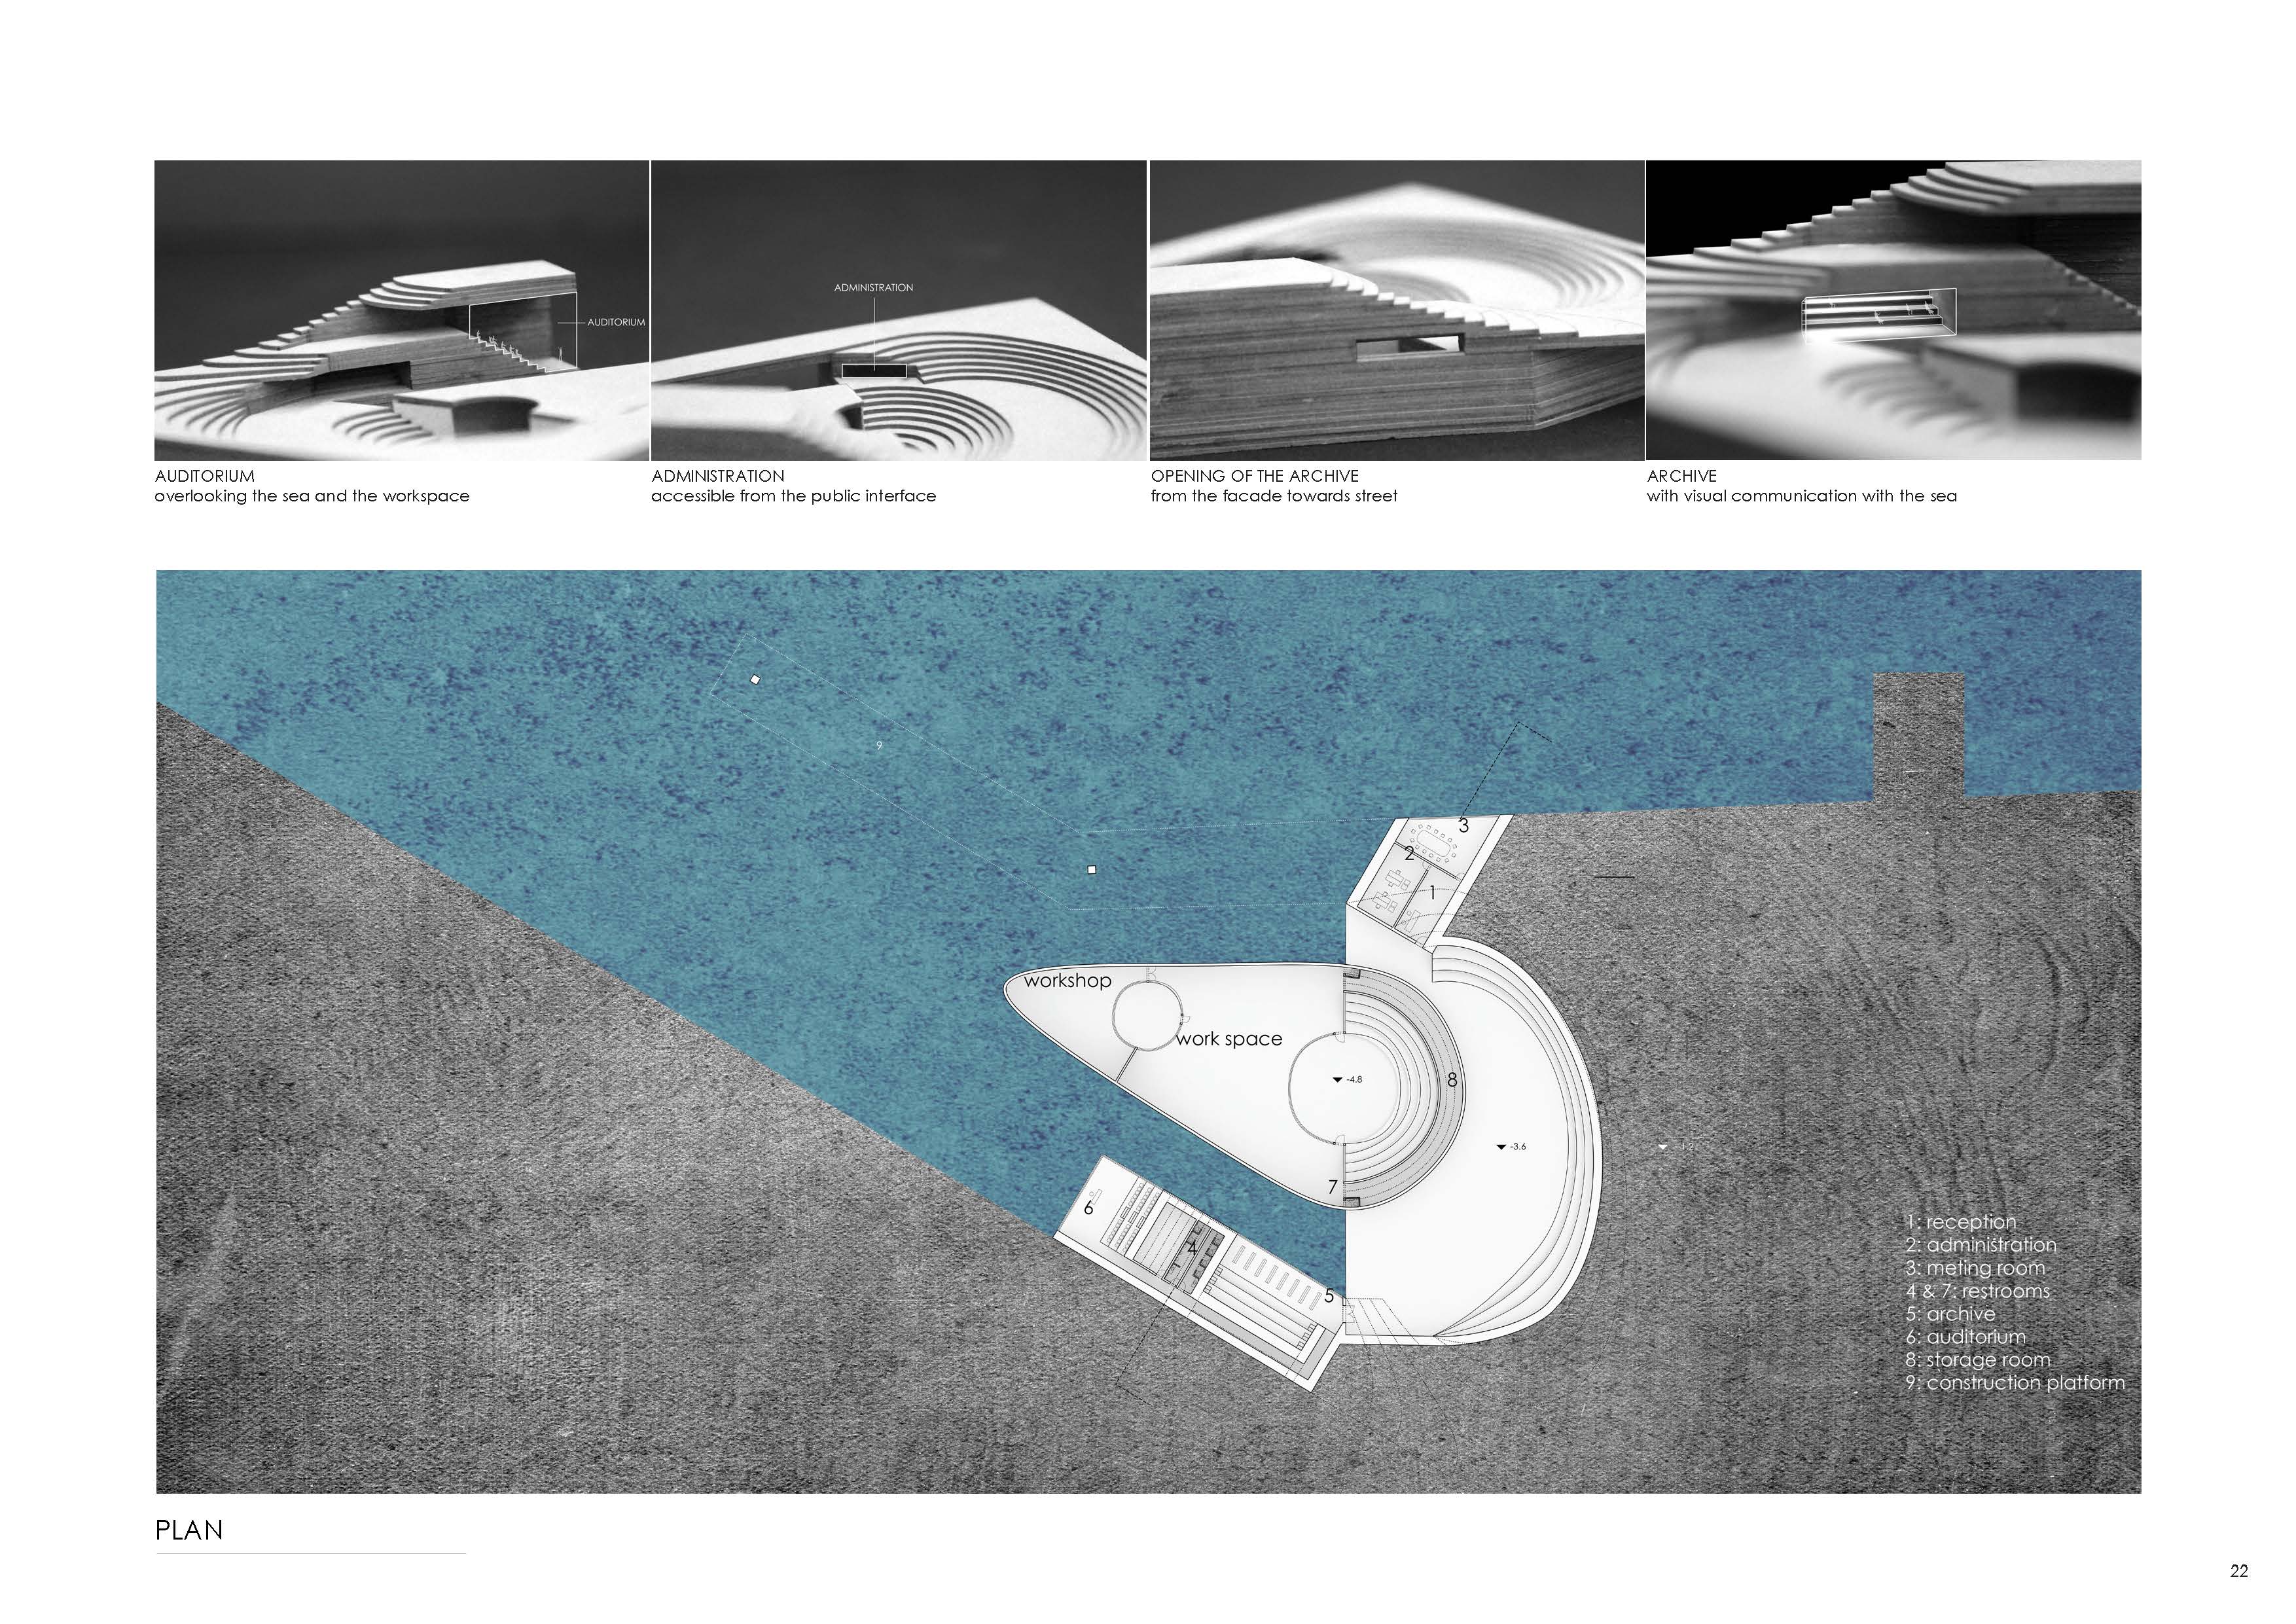 ADMINISTRATION
AUDITORIUM
AUDITORIUM
overlooking the sea and the workspace
ADMINISTRATION
accessible from the public interface
OPENING OF THE ARCHIVE
from the facade towards street
ARCHIVE
with visual communication with the sea
9
3
2
1
workshop
work space
-4.8
8
-3.6
-1.2
7
6
4
5
1: reception
2: administration
3: meting room
4 & 7: restrooms
5: archive
6: auditorium
8: storage room
9: construction platform
PLAN
22